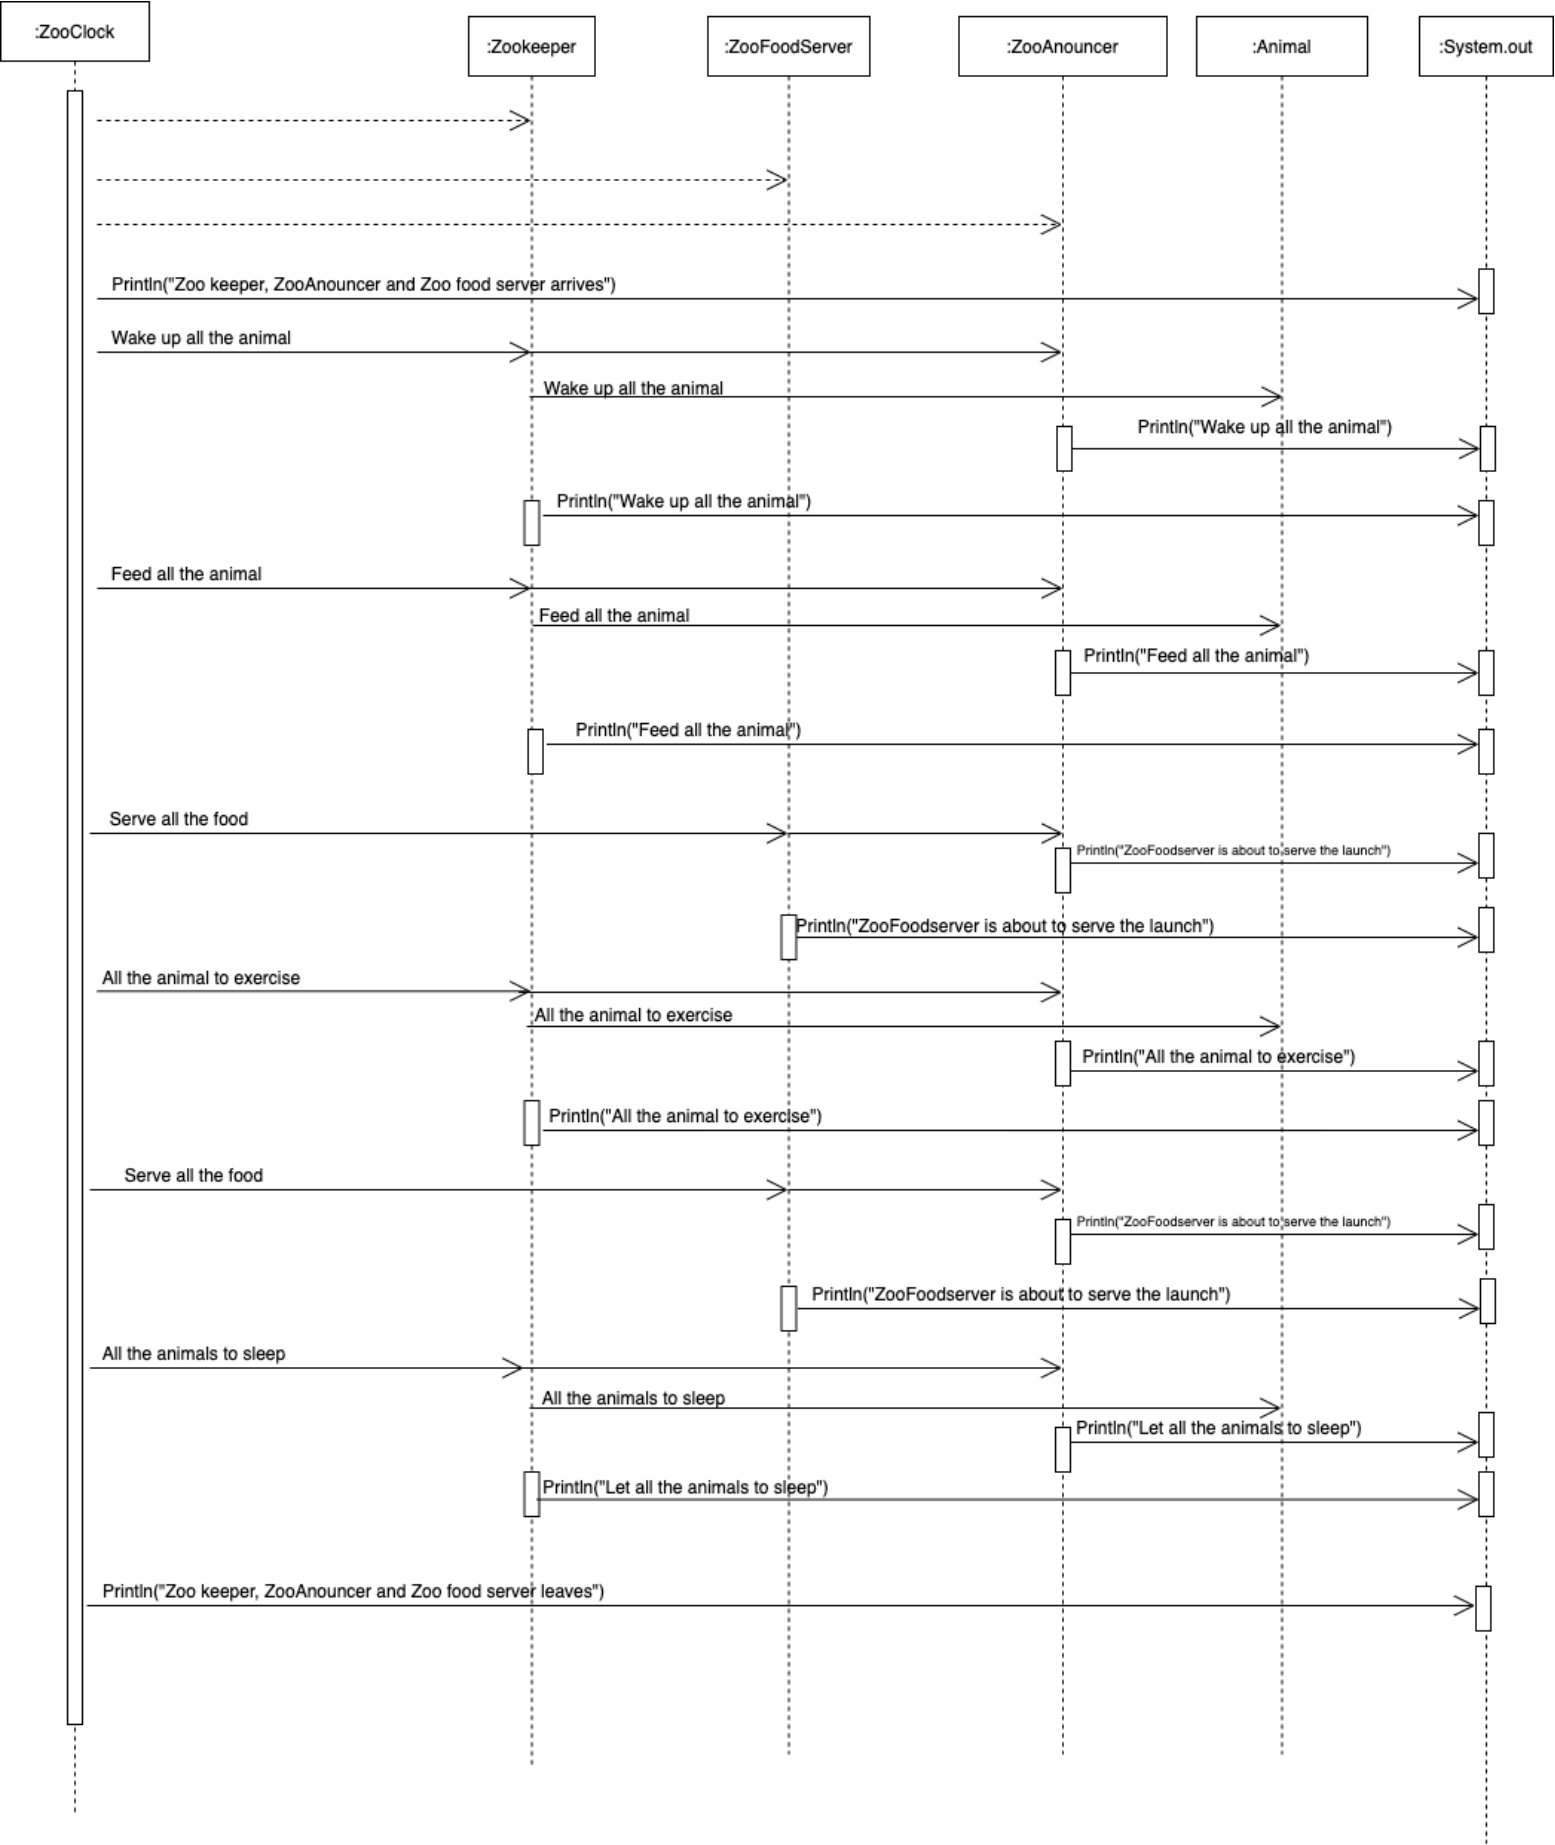 :ZooClock
:Zookeeper
:ZooFoodServer
:ZooAnouncer
:Animal
:System.out
Println("Zoo keeper, ZooAnouncer and Zoo food server arrives")
Wake up all the animal
Wake up all the animal
Println("Wake up all the animal")
Println("Wake up all the animal")
Feed all the animal
Feed all the animal
Println("Feed all the animal")
Println("Feed all the animal")
Serve all the food
Println("ZooFoodserver is about to serve the launch")
Println("ZooFoodserver is about to serve the launch")
All the animal to exercise
All the animal to exercise
Println("All the animal to exercise")
Println("All the animal to exercise")
Serve all the food
Println("ZooFoodserver is about to serve the launch")
Println("ZooFoodserver is about to serve the launch")
All the animals to sleep
All the animals to sleep
Println("Let all the animals to sleep")
Println("Let all the animals to sleep")
Println("Zoo keeper, ZooAnouncer and Zoo food server leaves")